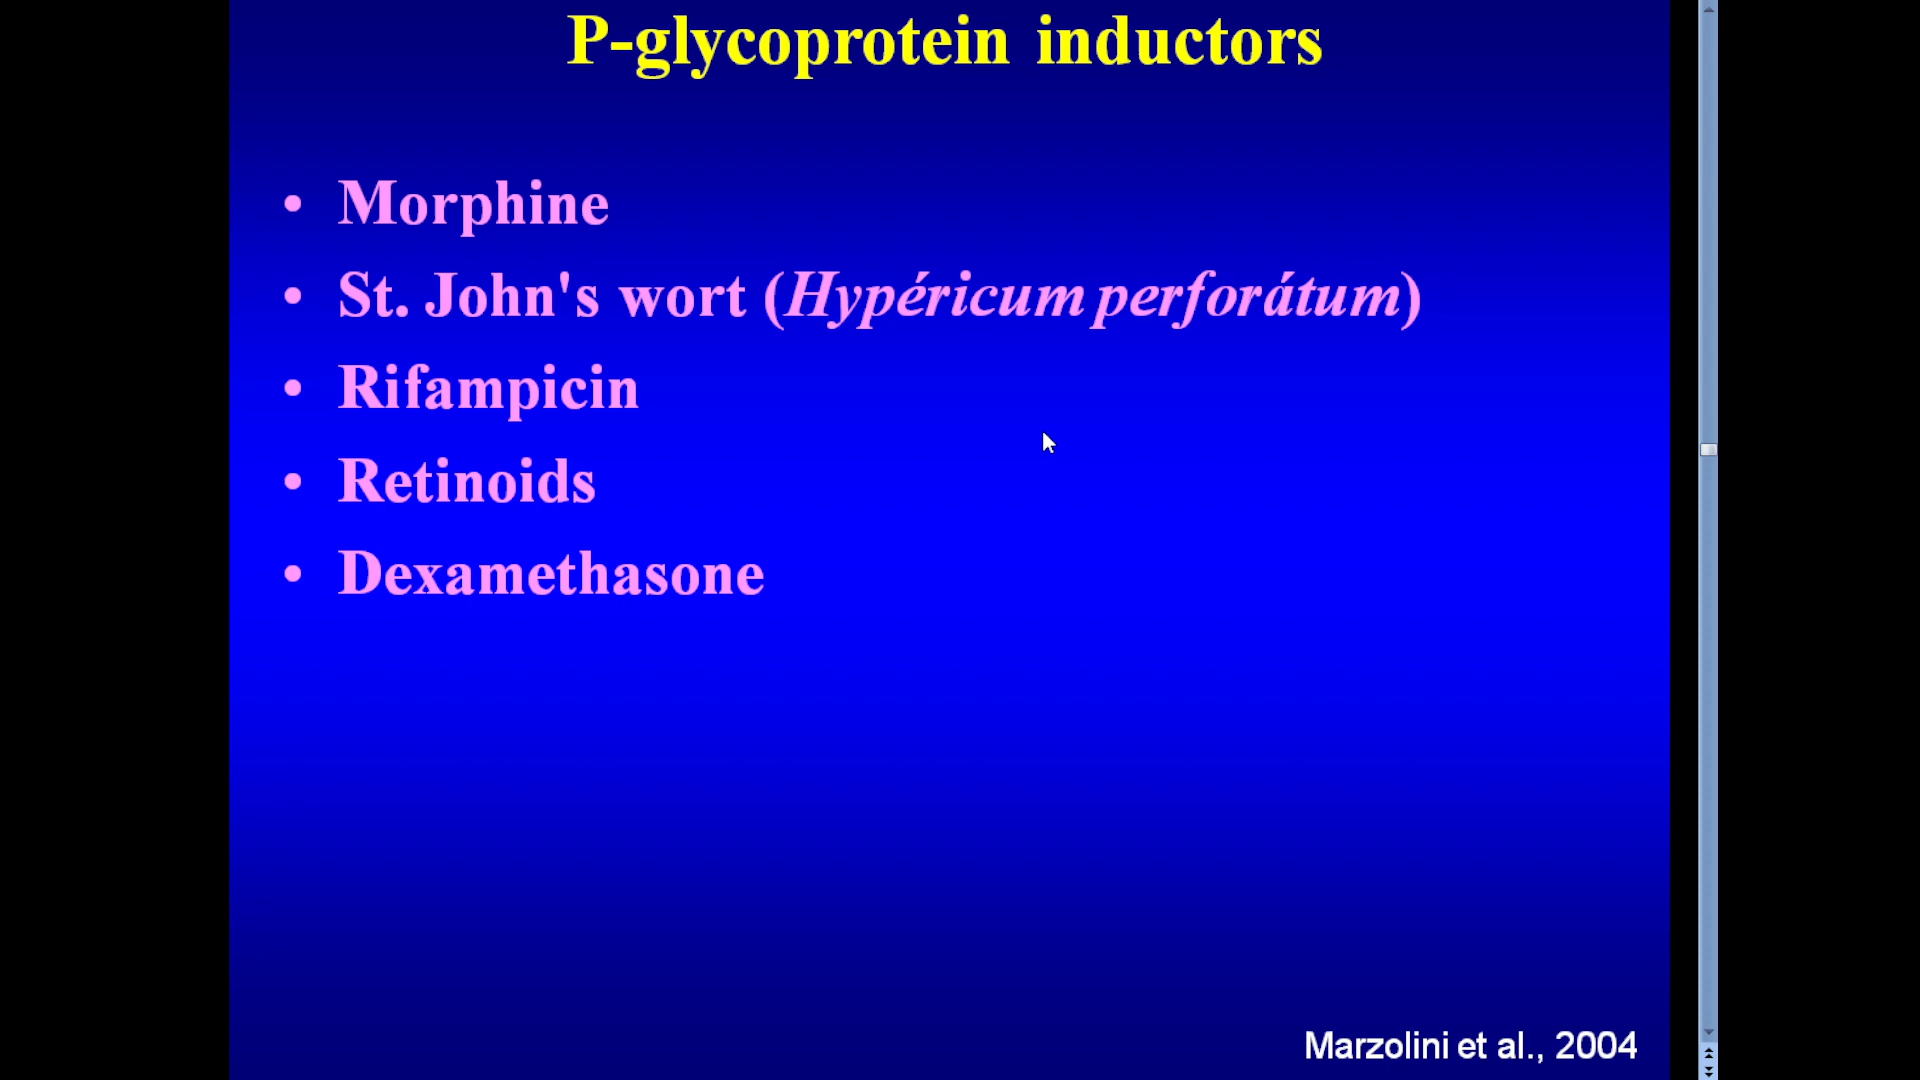 P-glycoprotein inductors
• Morphine
• St. John's wort (Hypéricum perforátum)
• Rifampicin
• Retinoids
• Dexamethasone
Marzolini et al., 2004